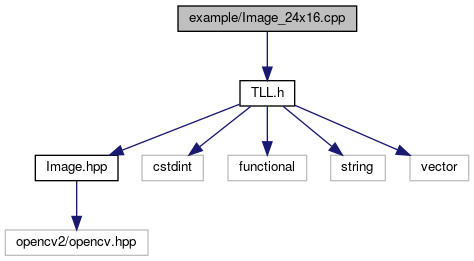 example/Image_24x16.cpp
TLL.h
Image.hpp
cstdint
functional
string
vector
opencv2/opencv.hpp